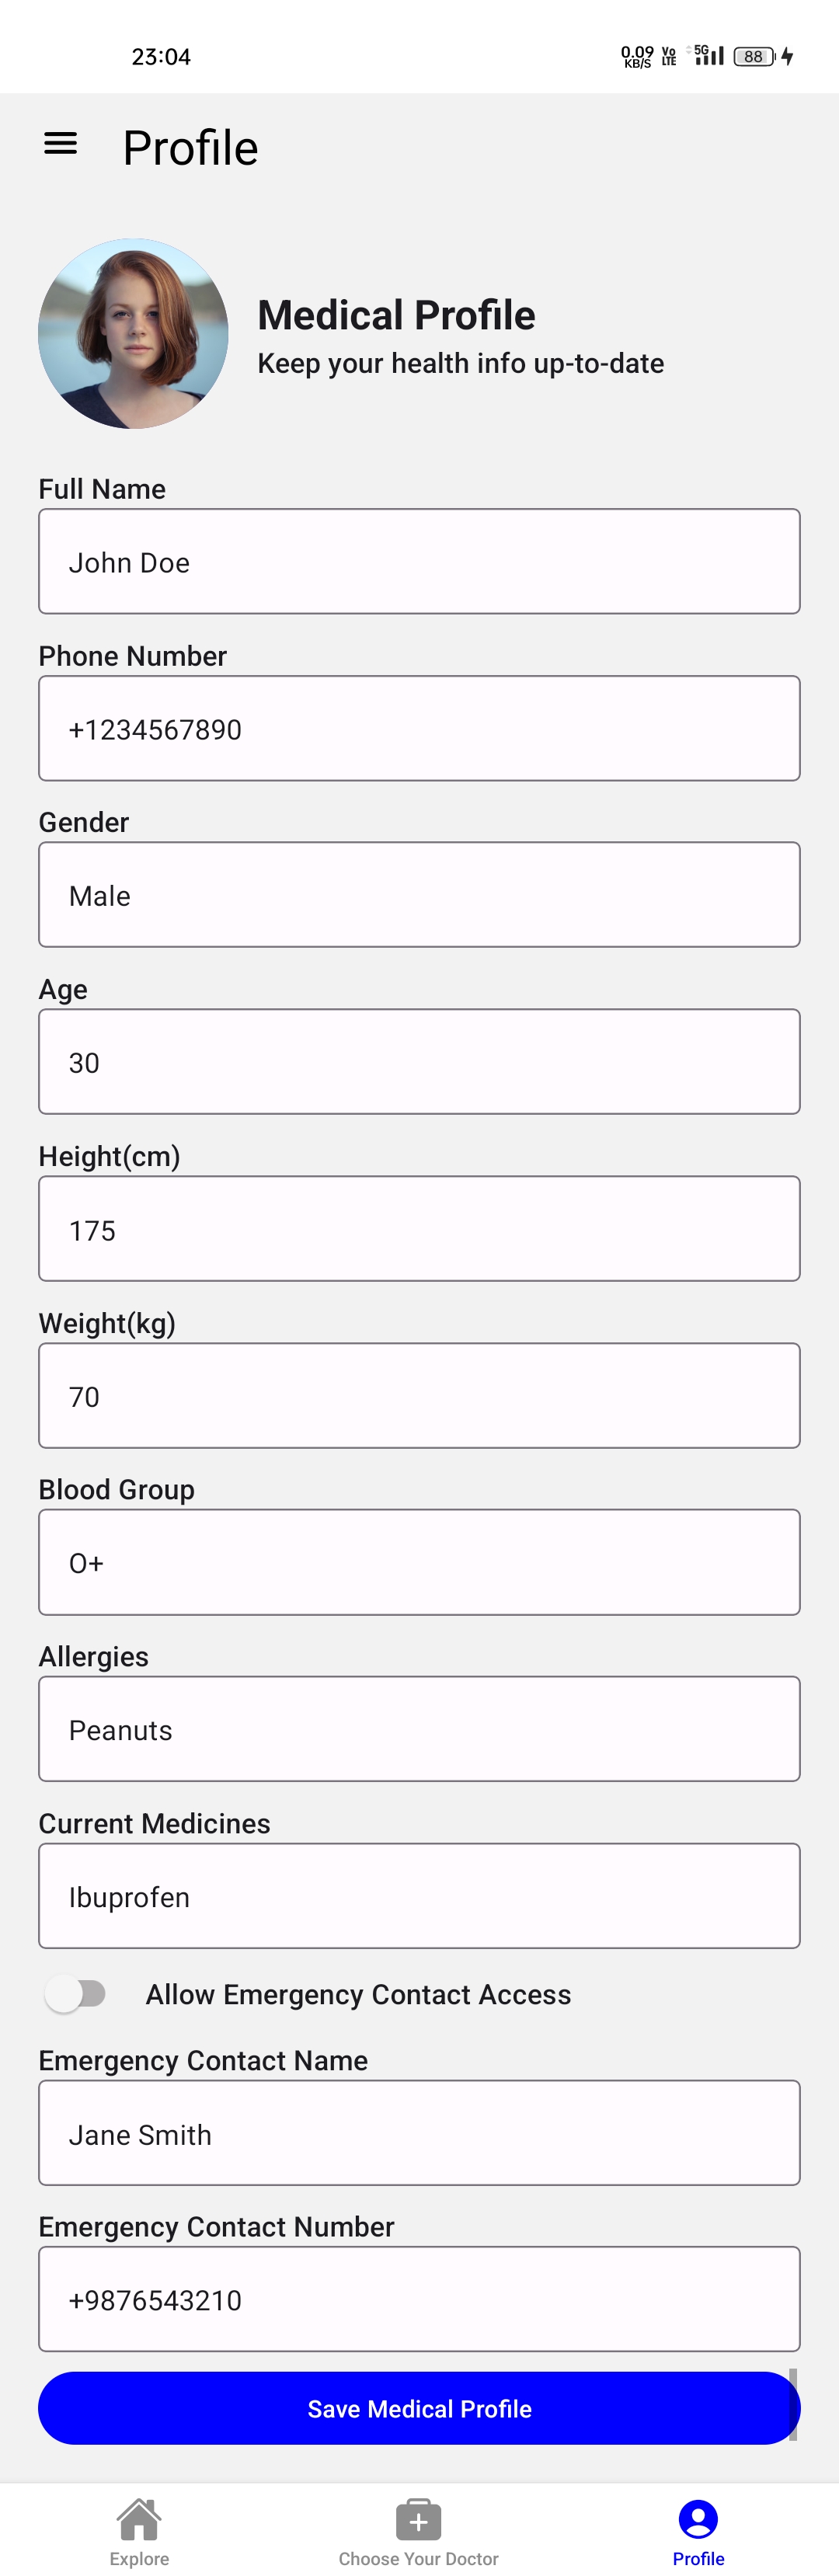 23:04
0.09
KB/S
Vo
LTE
5G
88
Profile
Medical Profile
Keep your health info up-to-date
Full Name
John Doe
Phone Number
+1234567890
Gender
Male
Age
30
Height(cm)
175
Weight(kg)
70
Blood Group
O+
Allergies
Peanuts
Current Medicines
Ibuprofen
Allow Emergency Contact Access
Emergency Contact Name
Jane Smith
Emergency Contact Number
+9876543210
Save Medical Profile
Explore
Choose Your Doctor
Profile